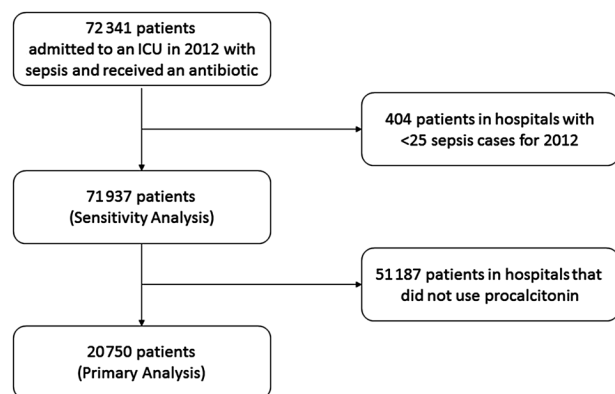 72 341 patients
admitted to an ICU in 2012 with
sepsis and received an antibiotic
404 patients in hospitals with
<25 sepsis cases for 2012
71 937 patients
(Sensitivity Analysis)
51 187 patients in hospitals that
did not use procalcitonin
20 750 patients
(Primary Analysis)